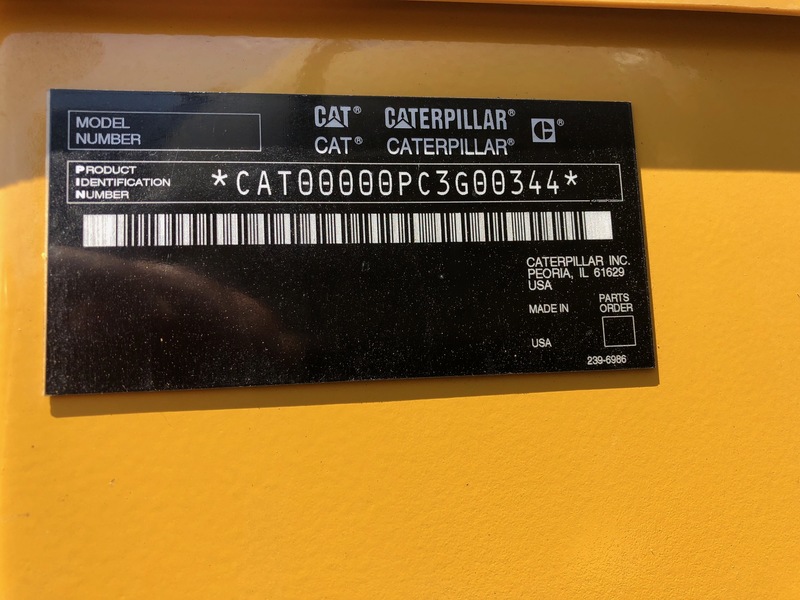 MODEL
NUMBER
CAT® CATERPILLAR® C®
CAT® CATERPILLAR®
PRODUCT
IDENTIFICATION
NUMBER
*CAT00000PC3G00344*
CATERPILLAR INC.
PEORIA, IL 61629
USA
MADE IN
PARTS
ORDER
USA
239-6986